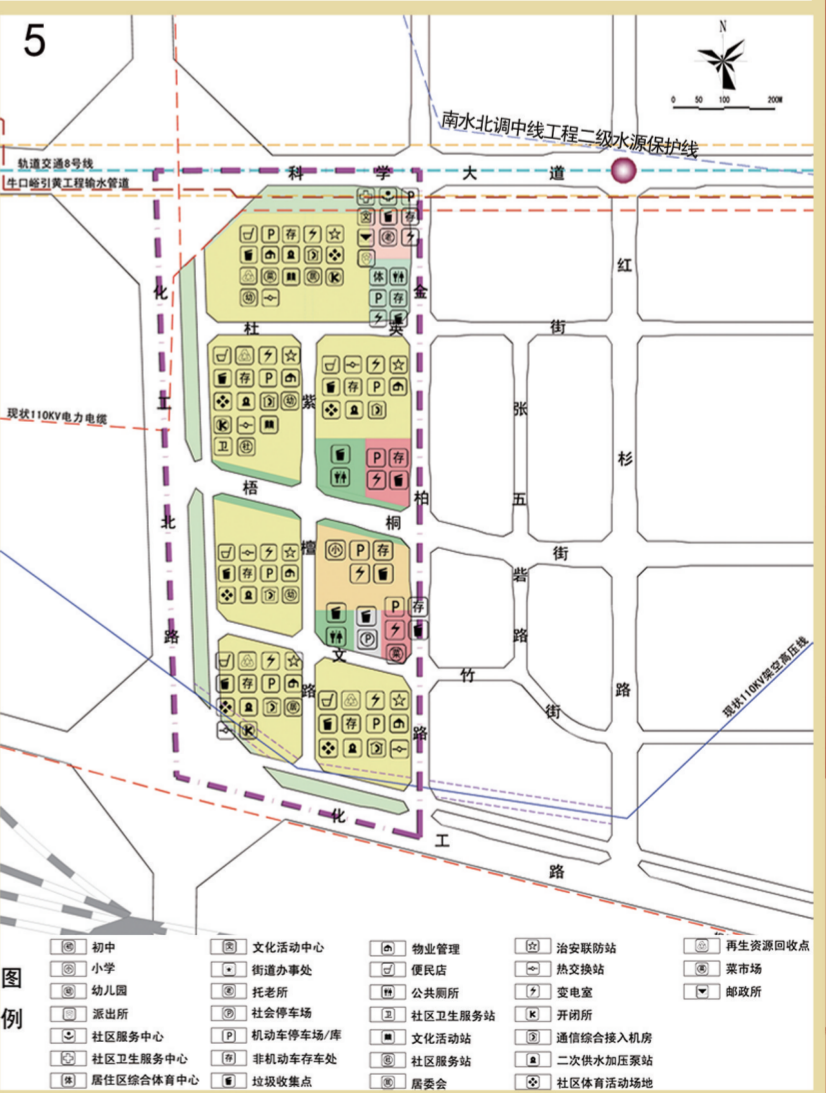 5
N
0 50 100 200M
南水北调中线工程二级水源保护线
轨道交通8号线
科学大道
牛口峪引黄工程输水管道
化工北路
金柏路
红杉路
杜英街
紫檀路
张五砦路
现状110KV电力电缆
梧桐街
文竹街
现状110KV架空高压线
化工路
图例
初中
小学
幼儿园
派出所
社区服务中心
社区卫生服务中心
居住区综合体育中心
文化活动中心
街道办事处
托老所
社会停车场
机动车停车场/库
非机动车存车处
垃圾收集点
物业管理
便民店
公共厕所
社区卫生服务站
文化活动站
社区服务站
居委会
治安联防站
热交换站
变电室
开闭所
通信综合接入机房
二次供水加压泵站
社区体育活动场地
再生资源回收点
菜市场
邮政所